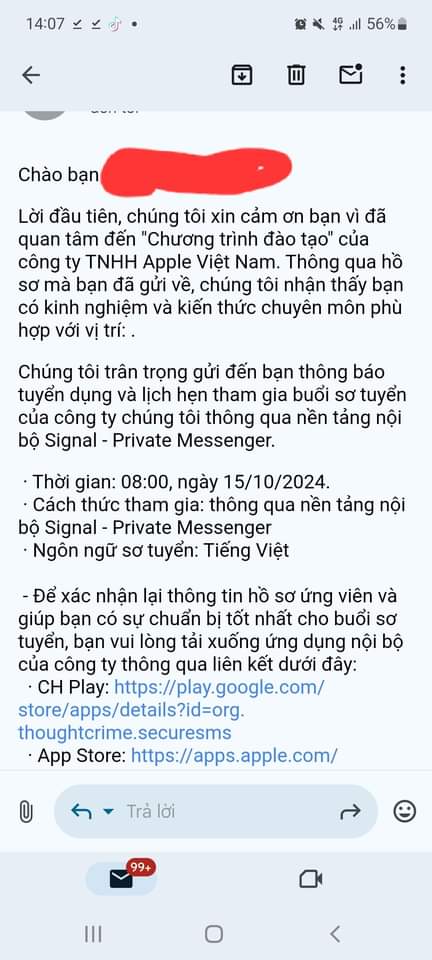 14:07
4G
56%
Chào bạn
Lời đầu tiên, chúng tôi xin cảm ơn bạn vì đã
quan tâm đến "Chương trình đào tạo" của
công ty TNHH Apple Việt Nam. Thông qua hồ
sơ mà bạn đã gửi về, chúng tôi nhận thấy bạn
có kinh nghiệm và kiến thức chuyên môn phù
hợp với vị trí: .
Chúng tôi trân trọng gửi đến bạn thông báo
tuyển dụng và lịch hẹn tham gia buổi sơ tuyển
của công ty chúng tôi thông qua nền tảng nội
bộ Signal - Private Messenger.
· Thời gian: 08:00, ngày 15/10/2024.
· Cách thức tham gia: thông qua nền tảng nội
bộ Signal - Private Messenger
· Ngôn ngữ sơ tuyển: Tiếng Việt
- Để xác nhận lại thông tin hồ sơ ứng viên và
giúp bạn có sự chuẩn bị tốt nhất cho buổi sơ
tuyển, bạn vui lòng tải xuống ứng dụng nội bộ
của công ty thông qua liên kết dưới đây:
· CH Play: https://play.google.com/
store/apps/details?id=org.
thoughtcrime.securesms
· App Store: https://apps.apple.com/
Trả lời
99+